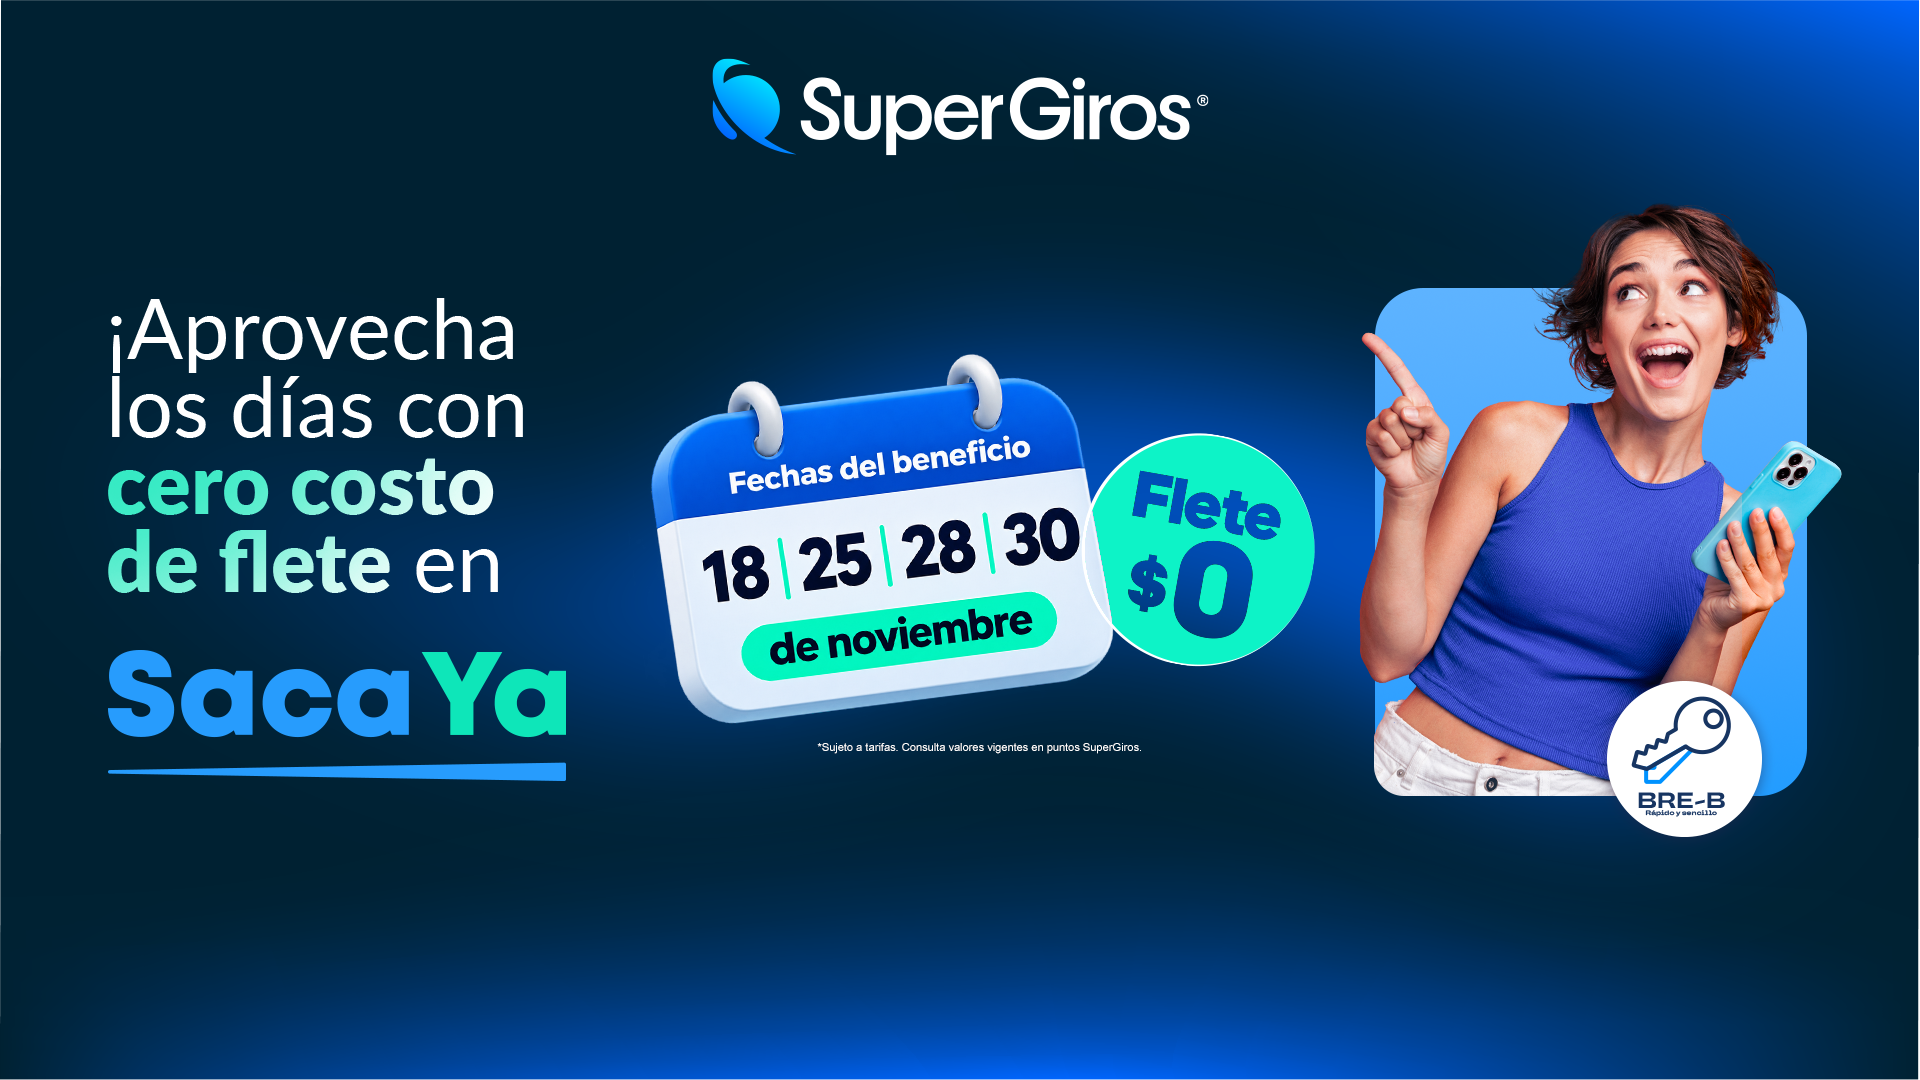 SuperGiros®
¡Aprovecha
los días con
cero costo
de flete en
SacaYa
Fechas del beneficio
18 | 25 | 28 | 30
de noviembre
Flete
$0
*Sujeto a tarifas. Consulta valores vigentes en puntos SuperGiros.
BRE-B
Rápido y sencillo